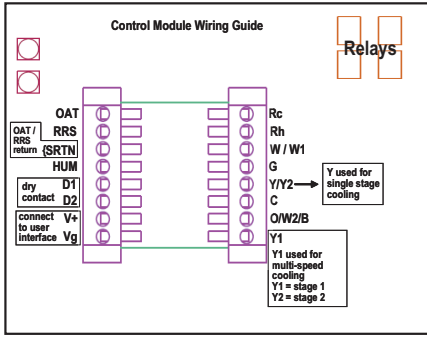 Control Module Wiring Guide
Relays
OAT
RRS
{SRTN
HUM
D1
D2
V+
Vg
OAT /
RRS
return
dry
contact
connect
to user
interface
Rc
Rh
W / W1
G
Y/Y2
C
O/W2/B
Y1
Y used for
single stage
cooling
Y1 used for
multi-speed
cooling
Y1 = stage 1
Y2 = stage 2